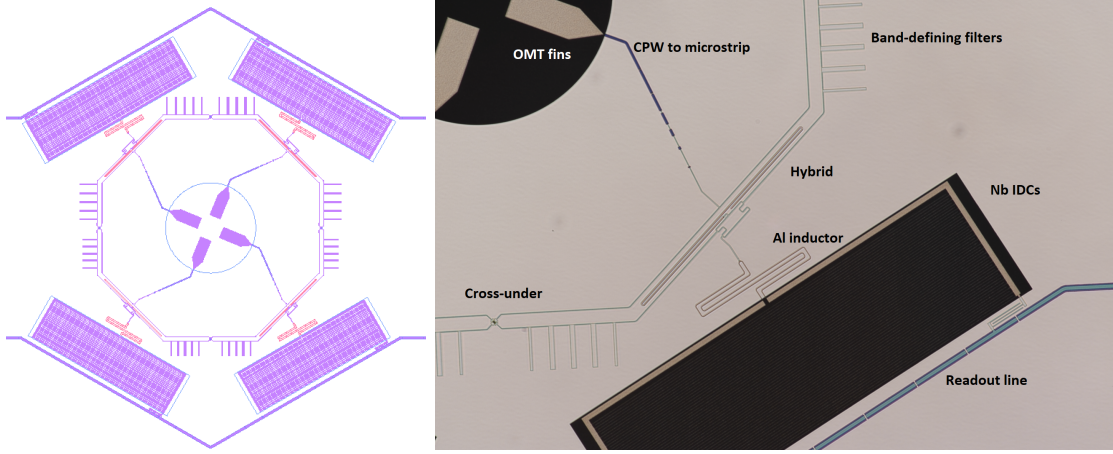 OMT fins
CPW to microstrip
Band-defining filters
Hybrid
Nb IDCs
Al inductor
Cross-under
Readout line